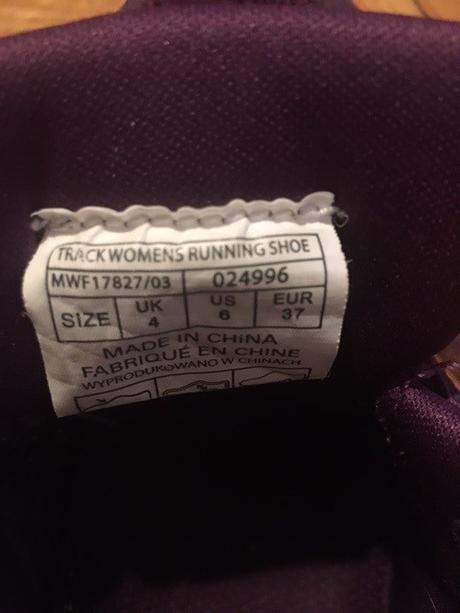 TRACK WOMENS RUNNING SHOE
MWF17827/03 024996
SIZE UK 4 US 6 EUR 37
MADE IN CHINA
FABRIQUÉ EN CHINE
WYPRODUKOWANO W CHINACH